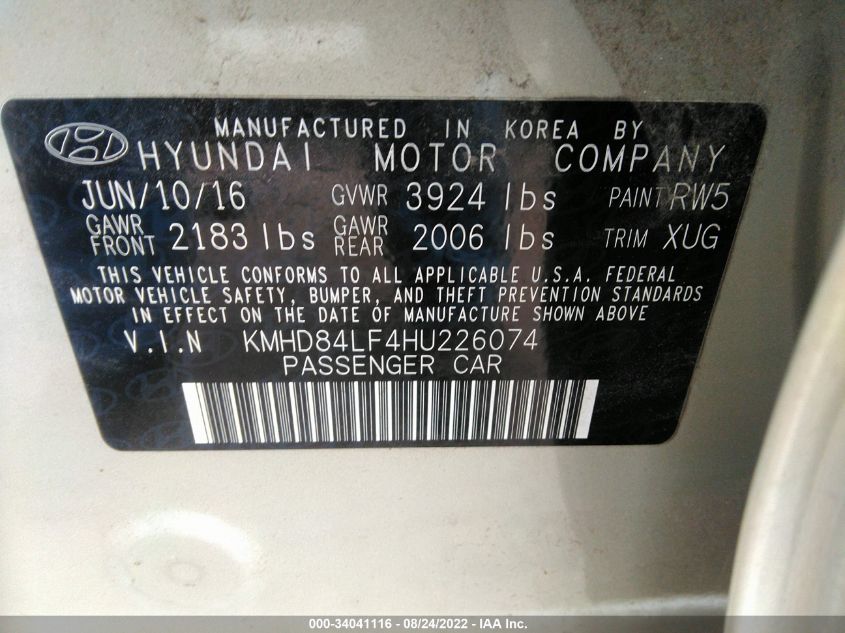 MANUFACTURED IN KOREA BY
HYUNDAI MOTOR COMPANY
JUN/10/16 GVWR 3924 lbs PAINT RW5
GAWR FRONT 2183 lbs GAWR REAR 2006 lbs TRIM XUG
THIS VEHICLE CONFORMS TO ALL APPLICABLE U.S.A. FEDERAL
MOTOR VEHICLE SAFETY, BUMPER, AND THEFT PREVENTION STANDARDS
IN EFFECT ON THE DATE OF MANUFACTURE SHOWN ABOVE
V.I.N KMHD84LF4HU226074
PASSENGER CAR
000-34041116 - 08/24/2022 - IAA Inc.